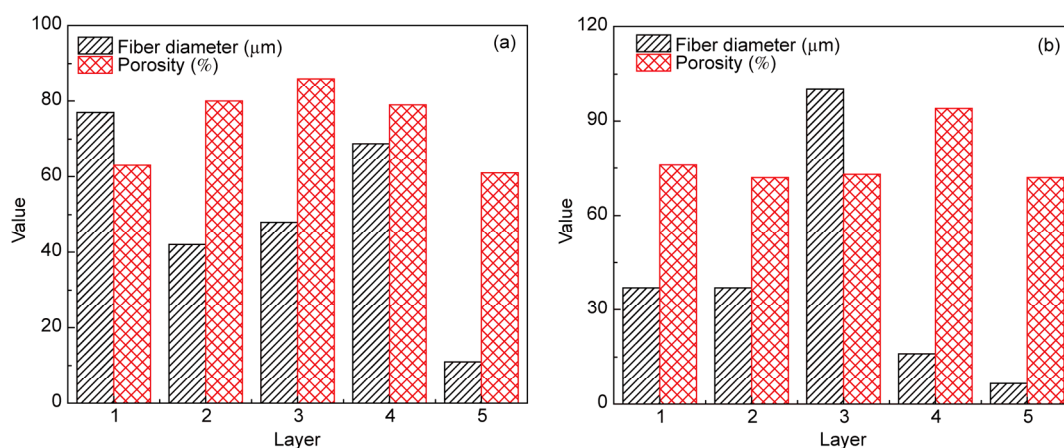 Fiber diameter (μm)
Porosity (%)
(a)
Value
100
80
60
40
20
0
1 2 3 4 5
Layer
Fiber diameter (μm)
Porosity (%)
(b)
Value
120
90
60
30
0
1 2 3 4 5
Layer